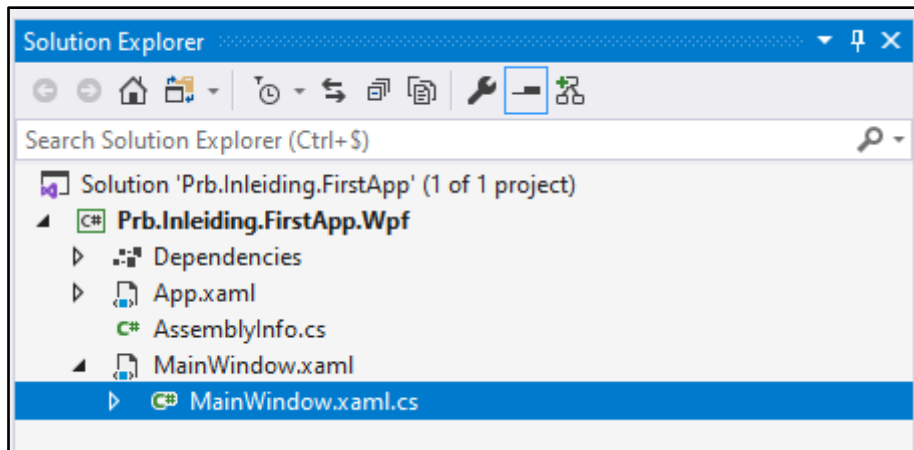 Solution Explorer
Search Solution Explorer (Ctrl+$)
Solution 'Prb.Inleiding.FirstApp' (1 of 1 project)
C# Prb.Inleiding.FirstApp.Wpf
Dependencies
App.xaml
C# AssemblyInfo.cs
MainWindow.xaml
C# MainWindow.xaml.cs